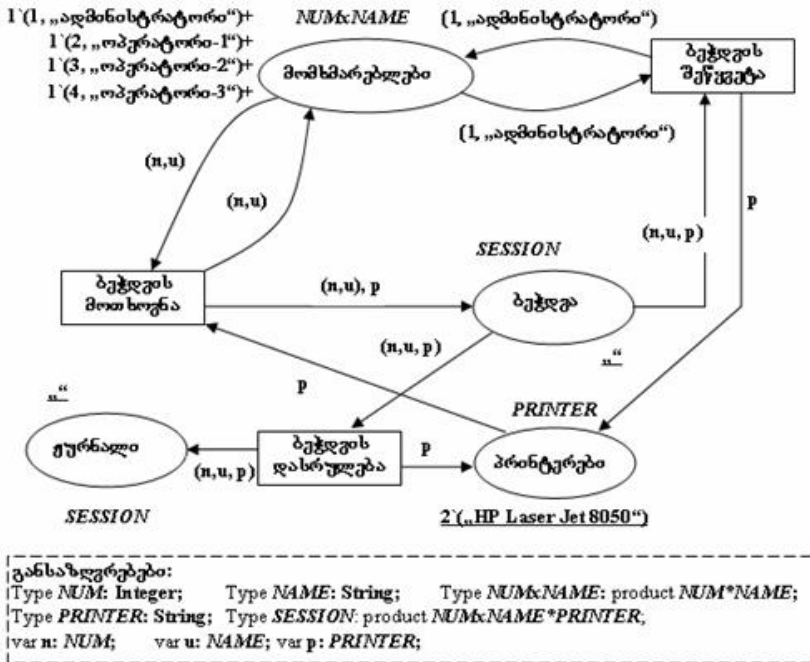 1`(1, „ადმინისტრატორი“)+
1`(2, „ოპერატორი-1“)+
1`(3, „ოპერატორი-2“)+
1`(4, „ოპერატორი-3“)+
NUMxNAME
(1, „ადმინისტრატორი“)
მომხმარებლები
ბეჭდვის
შეწყვეტა
(1, „ადმინისტრატორი“)
(n,u)
(n,u)
p
(n,u, p)
SESSION
ბეჭდვის
მოთხოვნა
(n,u), p
ბეჭდვა
(n,u, p)
„“
p
„“
PRINTER
ჟურნალი
ბეჭდვის
დასრულება
p
პრინტერები
(n,u, p)
SESSION
2`(„HP Laser Jet 8050“)
განსაზღვრებები:
Type NUM: Integer; Type NAME: String; Type NUMxNAME: product NUM*NAME;
Type PRINTER: String; Type SESSION: product NUMxNAME*PRINTER;
var n: NUM; var u: NAME; var p: PRINTER;